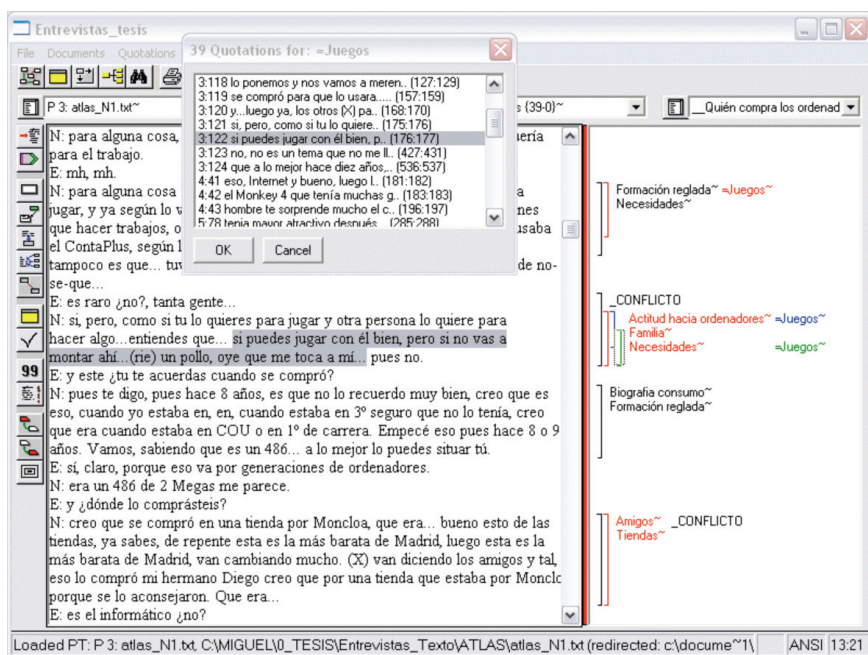 Entrevistas_tesis
File Documents Quotations
39 Quotations for: =Juegos
3:118 lo ponemos y nos vamos a meren.. (127:129)
3:119 se compró para que lo usara..... (157:159)
3:120 y...luego ya, los otros (X) pa.. (168:170)
3:121 si, pero, como si tu lo quiere.. (175:176)
3:122 si puedes jugar con él bien, p.. (176:177)
3:123 no, no es un tema que no me ll.. (427:431)
3:124 que a lo mejor hace diez años,.. (536:537)
4:41 eso, Internet y bueno, luego l.. (181:182)
4:42 el Monkey 4 que tenía muchas g.. (183:183)
4:43 hombre te sorprende mucho el c.. (196:197)
5:78 tenia mayor atractivo después... (285:288)
OK Cancel
P 3: atlas_N1.txt~
s {39-0}~
__Quién compra los ordenad
N: para alguna cosa,
ería
para el trabajo.
E: mh, mh.
N: para alguna cosa
a
jugar, y ya según lo v
nes
que hacer trabajos, o
usaba
el ContaPlus, según l
tampoco es que... tuv
de no-
se-que...
E: es raro ¿no?, tanta gente...
N: si, pero, como si tu lo quieres para jugar y otra persona lo quiere para
hacer algo...entiendes que... si puedes jugar con él bien, pero si no vas a
montar ahí...(rie) un pollo, oye que me toca a mí... pues no.
E: y este ¿tu te acuerdas cuando se compró?
N: pues te digo, pues hace 8 años, es que no lo recuerdo muy bien, creo que es
eso, cuando yo estaba en, en, cuando estaba en 3º seguro que no lo tenía, creo
que era cuando estaba en COU o en 1º de carrera. Empecé eso pues hace 8 o 9
años. Vamos, sabiendo que es un 486... a lo mejor lo puedes situar tú.
E: sí, claro, porque eso va por generaciones de ordenadores.
N: era un 486 de 2 Megas me parece.
E: y ¿dónde lo comprásteis?
N: creo que se compró en una tienda por Moncloa, que era... bueno esto de las
tiendas, ya sabes, de repente esta es la más barata de Madrid, luego esta es la
más barata de Madrid, van cambiando mucho. (X) van diciendo los amigos y tal,
eso lo compró mi hermano Diego creo que por una tienda que estaba por Monclo
porque se lo aconsejaron. Que era...
E: es el informático ¿no?
99
Formación reglada~ =Juegos~
Necesidades~
_CONFLICTO
Actitud hacia ordenadores~ =Juegos~
Familia~
Necesidades~ =Juegos~
Biografia consumo~
Formación reglada~
Amigos~ _CONFLICTO
Tiendas~
Loaded PT: P 3: atlas_N1.txt, C:\MIGUEL\0_TESIS\Entrevistas_Texto\ATLAS\atlas_N1.txt (redirected: c:\docume~1\ ANSI 13:21